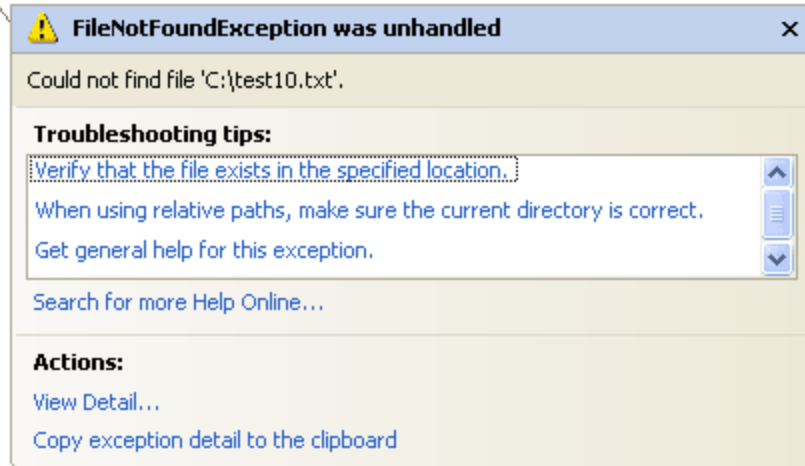 FileNotFoundException was unhandled
Could not find file 'C:\test10.txt'.
Troubleshooting tips:
Verify that the file exists in the specified location.
When using relative paths, make sure the current directory is correct.
Get general help for this exception.
Search for more Help Online...
Actions:
View Detail...
Copy exception detail to the clipboard